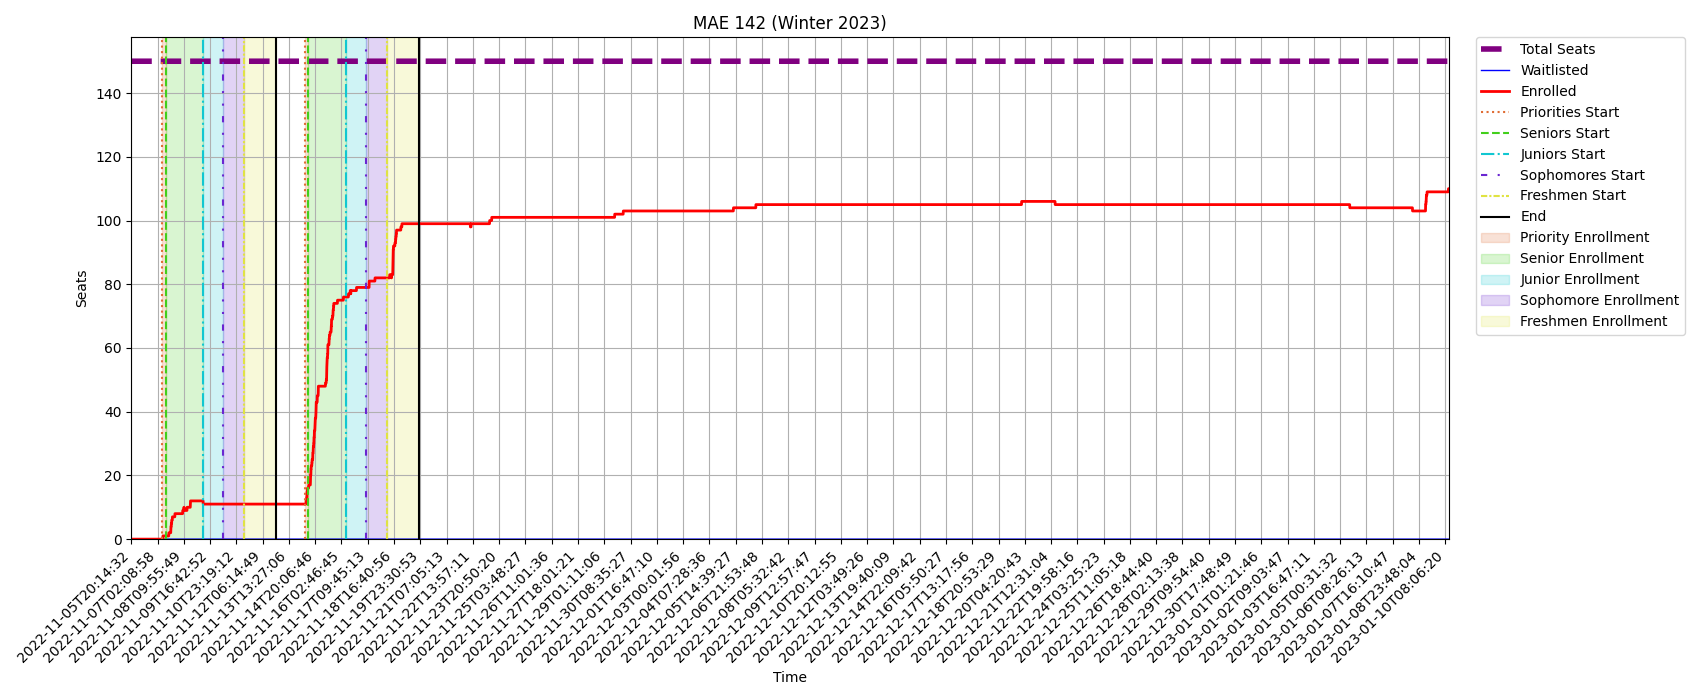 MAE 142 (Winter 2023)
Seats
140
120
100
80
60
40
20
0
2022-11-05T20:14:32
2022-11-07T02:08:58
2022-11-08T09:55:49
2022-11-09T16:42:52
2022-11-10T23:19:12
2022-11-12T06:14:49
2022-11-13T13:27:06
2022-11-14T20:06:46
2022-11-16T02:46:45
2022-11-17T09:45:13
2022-11-18T16:40:56
2022-11-19T23:30:53
2022-11-21T07:05:13
2022-11-22T13:57:11
2022-11-23T20:50:20
2022-11-25T03:48:27
2022-11-26T11:01:36
2022-11-27T18:01:21
2022-11-29T01:11:06
2022-11-30T08:35:27
2022-12-01T16:47:10
2022-12-03T00:01:56
2022-12-04T07:28:36
2022-12-05T14:39:27
2022-12-06T21:53:48
2022-12-08T05:32:42
2022-12-09T12:57:47
2022-12-10T20:12:55
2022-12-12T03:49:26
2022-12-13T19:40:09
2022-12-14T22:09:42
2022-12-16T05:50:27
2022-12-17T13:17:56
2022-12-18T20:53:29
2022-12-20T04:20:43
2022-12-21T12:31:04
2022-12-22T19:58:16
2022-12-24T03:25:23
2022-12-25T11:05:18
2022-12-26T18:44:40
2022-12-28T02:13:38
2022-12-29T09:54:40
2022-12-30T17:48:49
2023-01-01T01:21:46
2023-01-02T09:03:47
2023-01-03T16:47:11
2023-01-05T00:31:32
2023-01-06T08:26:13
2023-01-07T16:10:47
2023-01-08T23:48:04
2023-01-10T08:06:20
Time
Total Seats
Waitlisted
Enrolled
Priorities Start
Seniors Start
Juniors Start
Sophomores Start
Freshmen Start
End
Priority Enrollment
Senior Enrollment
Junior Enrollment
Sophomore Enrollment
Freshmen Enrollment